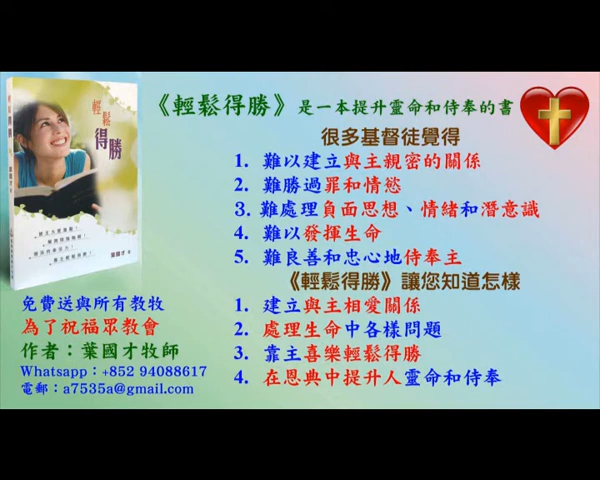 輕鬆
得勝
葉國才 著
《輕鬆得勝》是一本提升靈命和侍奉的書
很多基督徒覺得
1. 難以建立與主親密的關係
2. 難勝過罪和情慾
3. 難處理負面思想、情緒和潛意識
4. 難以發揮生命
5. 難良善和忠心地侍奉主
《輕鬆得勝》讓您知道怎樣
1. 建立與主相愛關係
2. 處理生命中各樣問題
3. 靠主喜樂輕鬆得勝
4. 在恩典中提升人靈命和侍奉
免費送與所有教牧
為了祝福眾教會
作者：葉國才牧師
Whatsapp：+852 94088617
電郵：a7535a@gmail.com